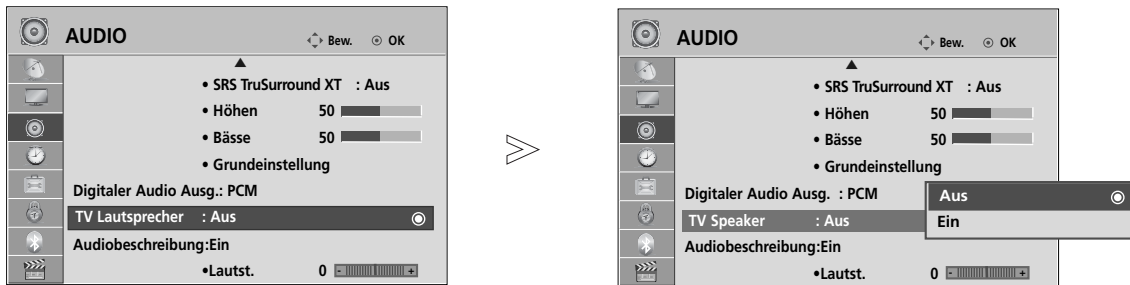 AUDIO
Bew. OK
• SRS TruSurround XT : Aus
• Höhen 50
• Bässe 50
• Grundeinstellung
Digitaler Audio Ausg.: PCM
TV Lautsprecher : Aus
Audiobeschreibung:Ein
•Lautst. 0 - +
AUDIO
Bew. OK
• SRS TruSurround XT : Aus
• Höhen 50
• Bässe 50
• Grundeinstellung
Digitaler Audio Ausg. : PCM
TV Speaker : Aus
Audiobeschreibung:Ein
•Lautst. 0 - +
Aus
Ein